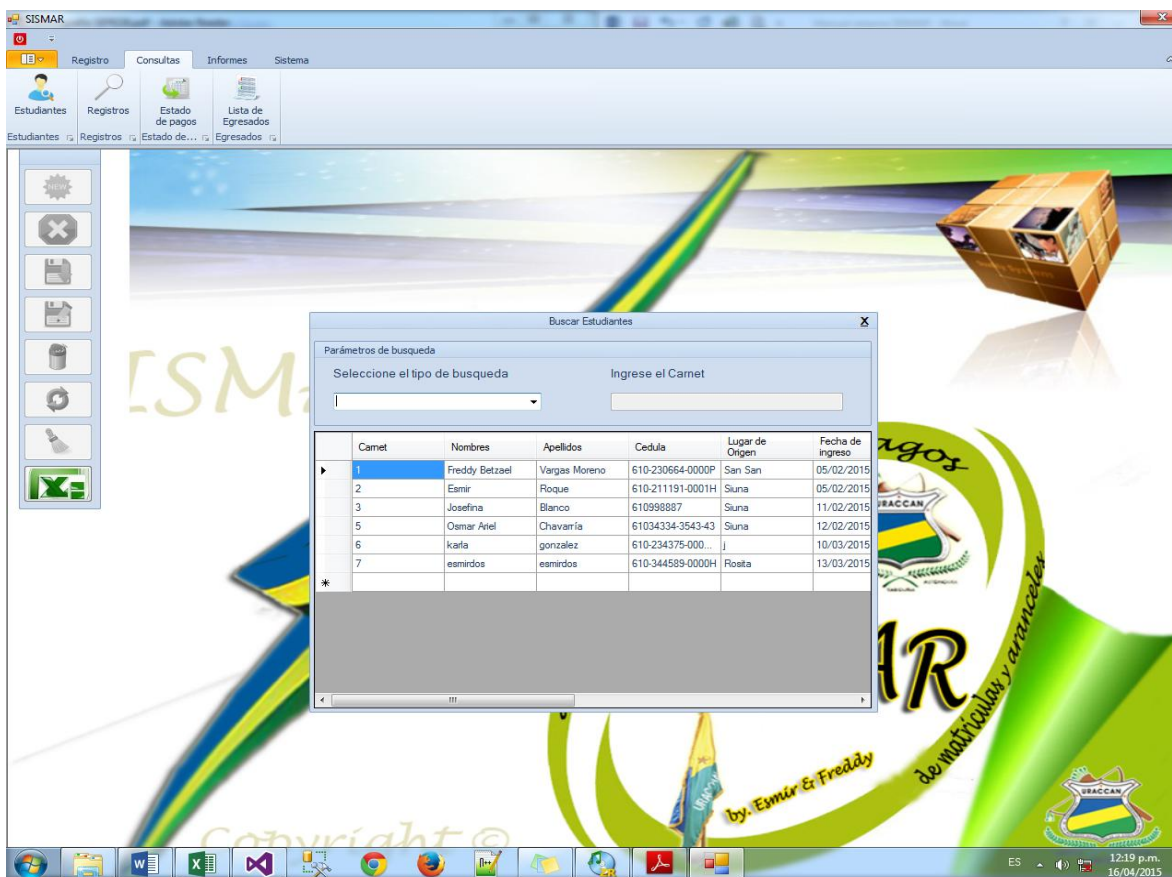 SISMAR
Registro Consultas Informes Sistema
Estudiantes Registros Estado de pagos Lista de Egresados
Estudiantes Registros Estado de... Egresados
NEW
Buscar Estudiantes X
Parámetros de busqueda
Seleccione el tipo de busqueda Ingrese el Carnet
Carnet Nombres Apellidos Cedula Lugar de Origen Fecha de ingreso
1 Freddy Betzael Vargas Moreno 610-230664-0000P San San 05/02/2015
2 Esmir Roque 610-211191-0001H Siuna 05/02/2015
3 Josefina Blanco 610998887 Siuna 11/02/2015
5 Osmar Ariel Chavarría 61034334-3543-43 Siuna 12/02/2015
6 karla gonzalez 610-234375-000... j 10/03/2015
7 esmirdos esmirdos 610-344589-0000H Rosita 13/03/2015
agos
URACCAN
AR
de matriculas y aranceles
by. Esmir & Freddy
URACCAN
URACCAN
Copyright ©
ES 12:19 p.m.
16/04/2015